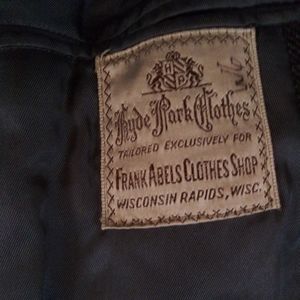 Hyde Park Clothes
TAILORED EXCLUSIVELY FOR
FRANK ABELS CLOTHES SHOP
WISCONSIN RAPIDS, WISC.